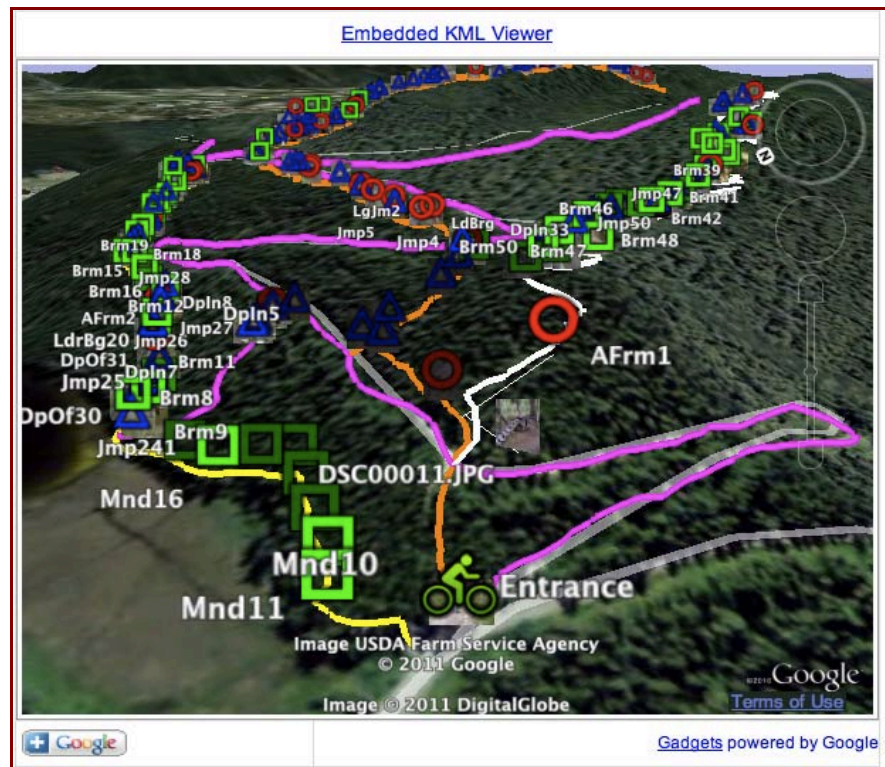 Embedded KML Viewer
N
Brm39
Jmp47
Brm41
LgJm2
Brm46
Brm42
LdBrg
DpIn33
Jmp50
Jmp5
Jmp4
Brm50
Brm47
Brm48
Brm19
Brm18
Brm15
Jmp28
Brm16
Brm12
DpIn8
DpIn5
AFrm2
Jmp27
LdrBg20
Jmp26
AFrm1
DpOf31
Brm11
DpIn7
Jmp25
Brm8
DpOf30
Brm9
Jmp241
DSC00011.JPG
Mnd16
Mnd10
Entrance
Mnd11
Image USDA Farm Service Agency
© 2011 Google
©2010 Google
Image © 2011 DigitalGlobe
Terms of Use
+ Google
Gadgets powered by Google